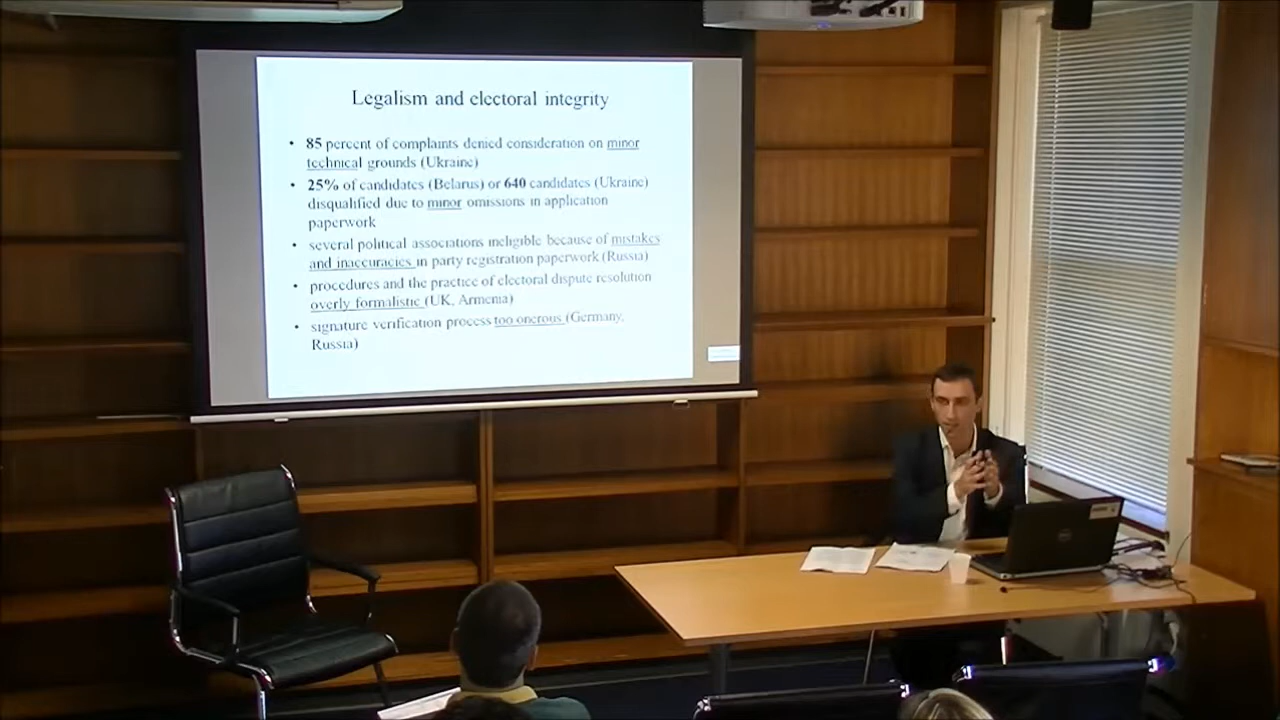 Legalism and electoral integrity
• 85 percent of complaints denied consideration on minor
technical grounds (Ukraine)
• 25% of candidates (Belarus) or 640 candidates (Ukraine)
disqualified due to minor omissions in application
paperwork
• several political associations ineligible because of mistakes
and inaccuracies in party registration paperwork (Russia)
• procedures and the practice of electoral dispute resolution
overly formalistic (UK, Armenia)
• signature verification process too onerous (Germany,
Russia)
DELL